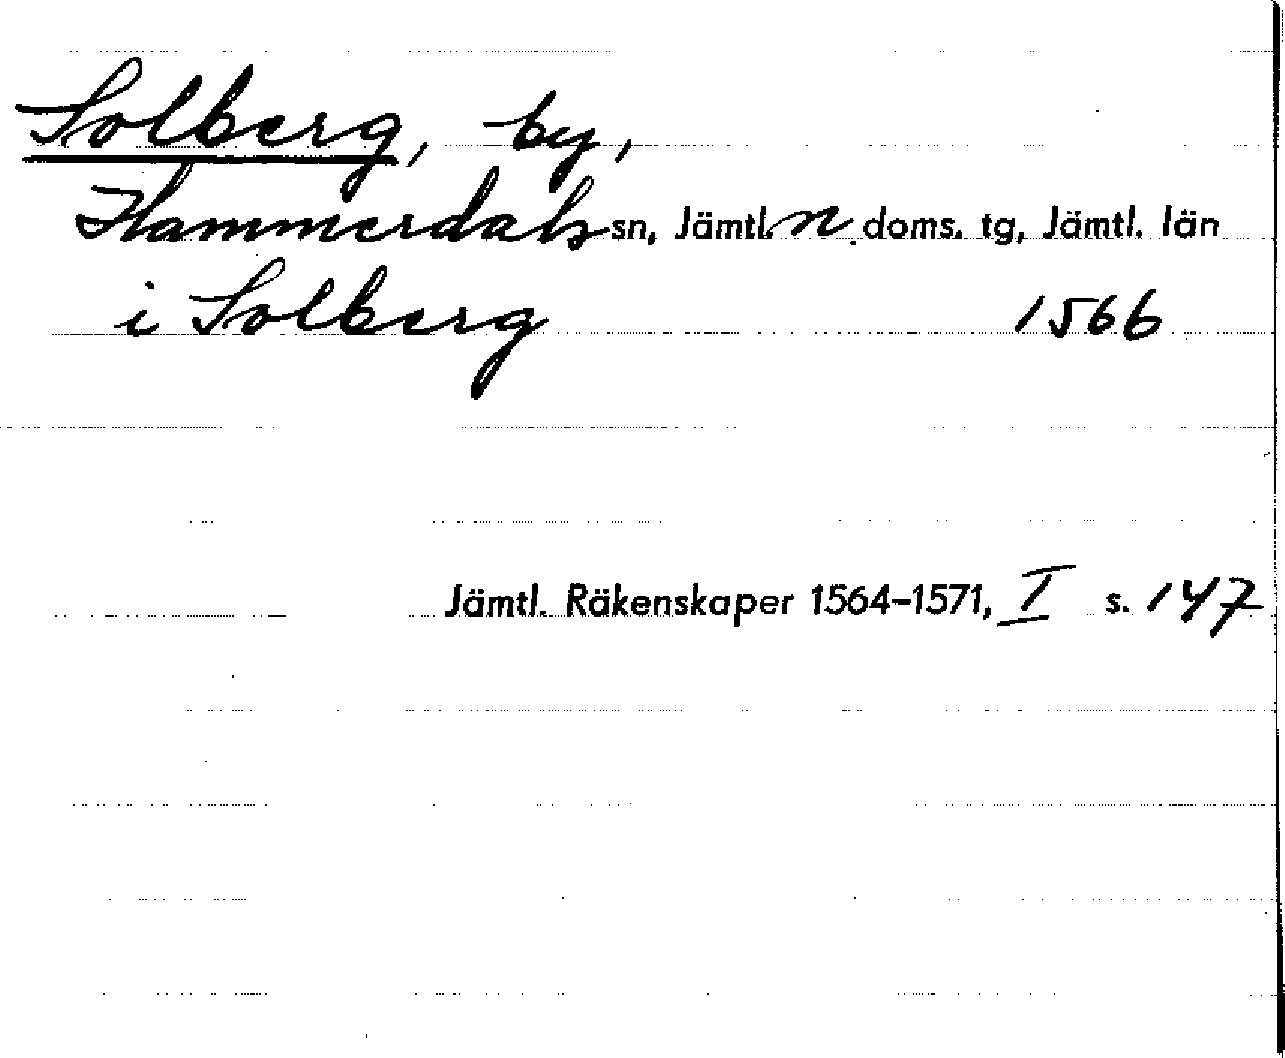 Solberg, by,
Hammerdals sn, Jämtl. n doms. tg, Jämtl. län
i Solberg 1566
Jämtl. Räkenskaper 1564–1571, I s. 147